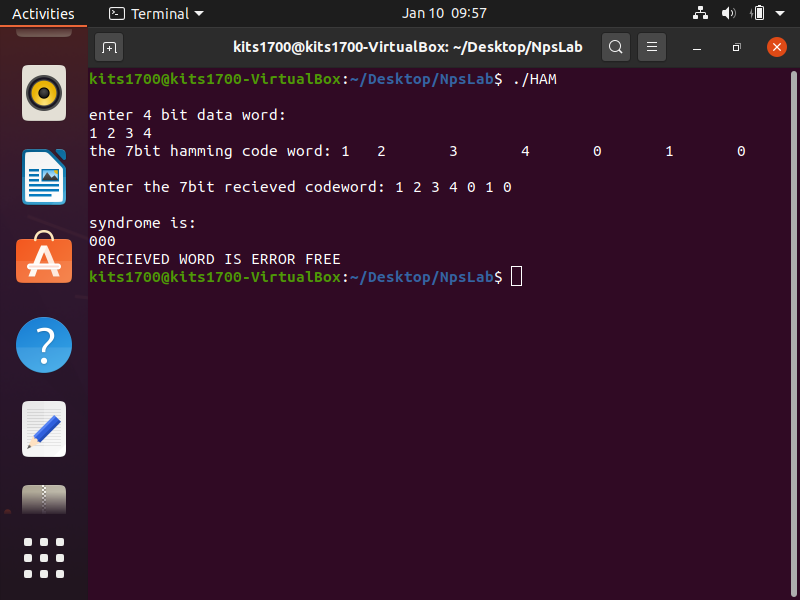 Activities Terminal Jan 10 09:57
kits1700@kits1700-VirtualBox: ~/Desktop/NpsLab
kits1700@kits1700-VirtualBox:~/Desktop/NpsLab$ ./HAM
enter 4 bit data word:
1 2 3 4
the 7bit hamming code word: 1 2 3 4 0 1 0
enter the 7bit recieved codeword: 1 2 3 4 0 1 0
syndrome is:
000
RECIEVED WORD IS ERROR FREE
kits1700@kits1700-VirtualBox:~/Desktop/NpsLab$